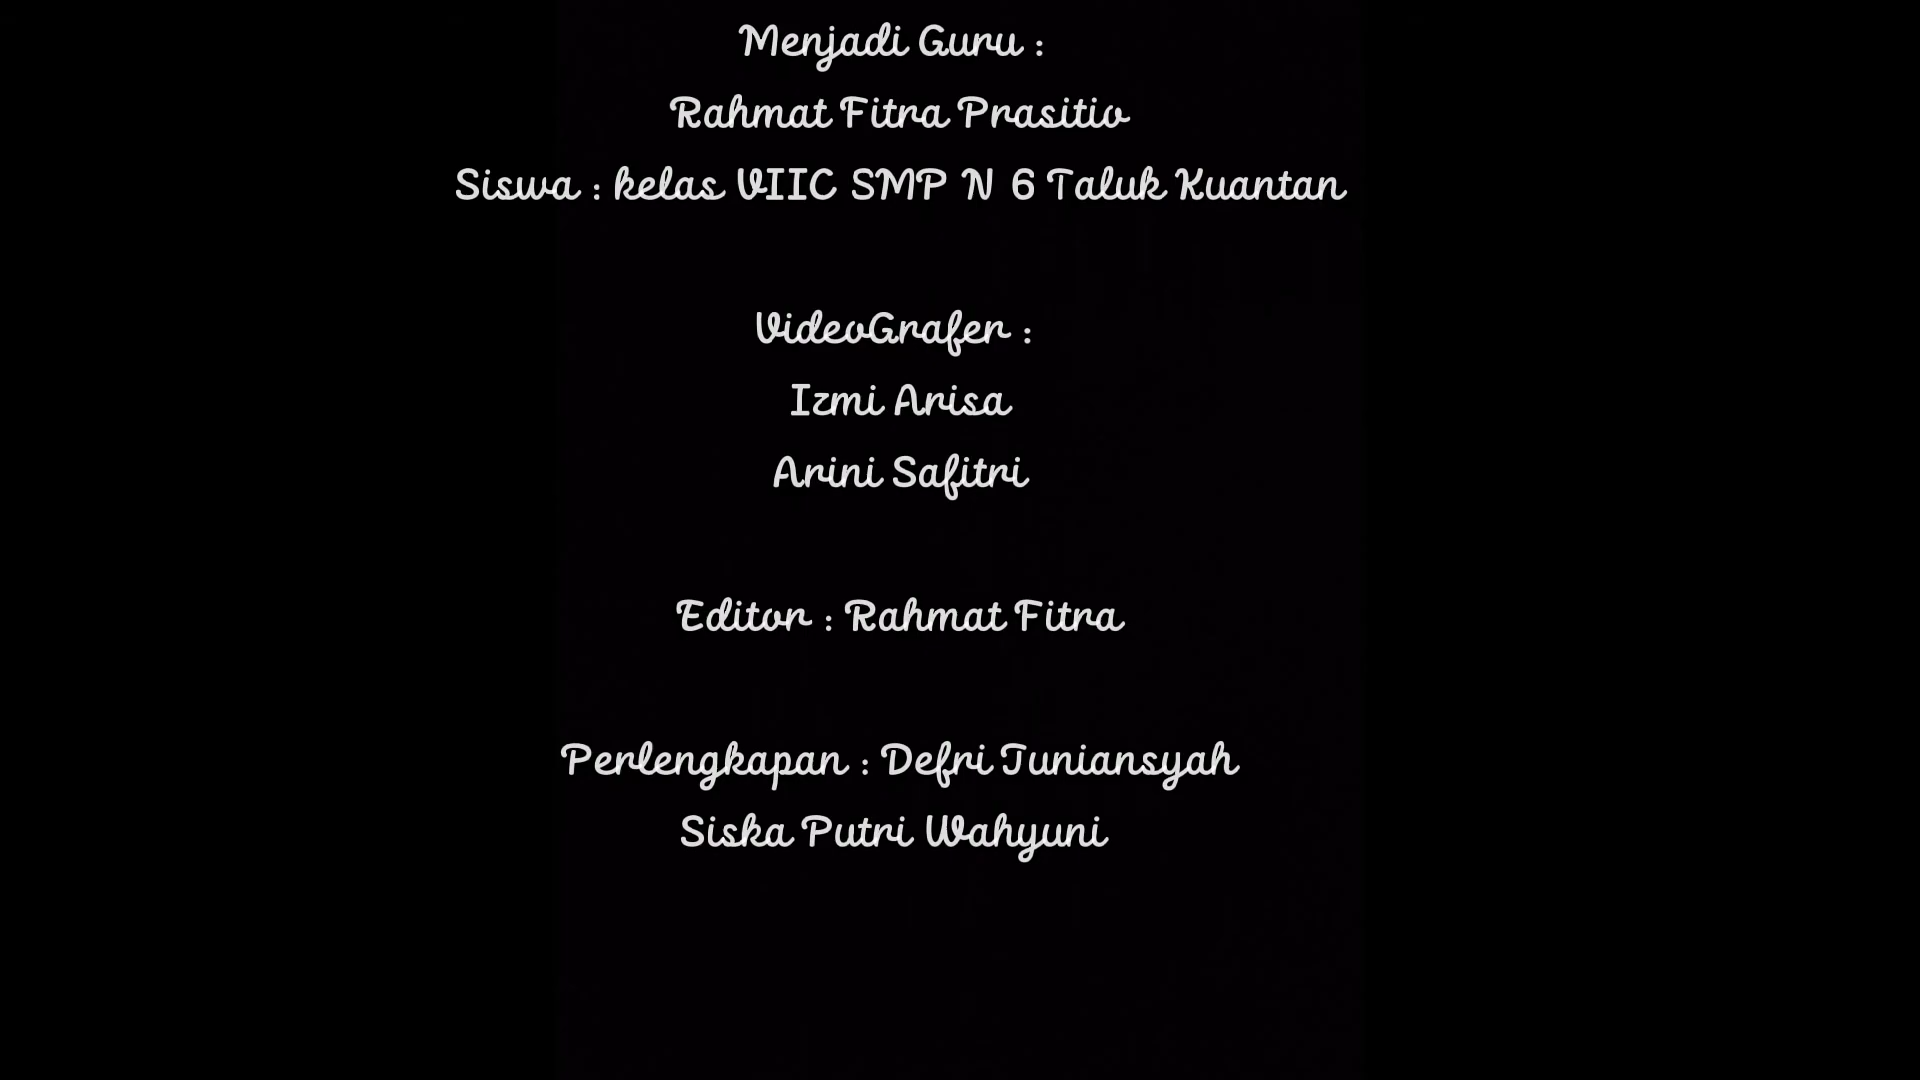 Menjadi Guru :
Rahmat Fitra Prasitio
Siswa : kelas VIIC SMP N 6 Taluk Kuantan
VideoGrafer :
Izmi Arisa
Arini Safitri
Editor : Rahmat Fitra
Perlengkapan : Defri Juniansyah
Siska Putri Wahyuni